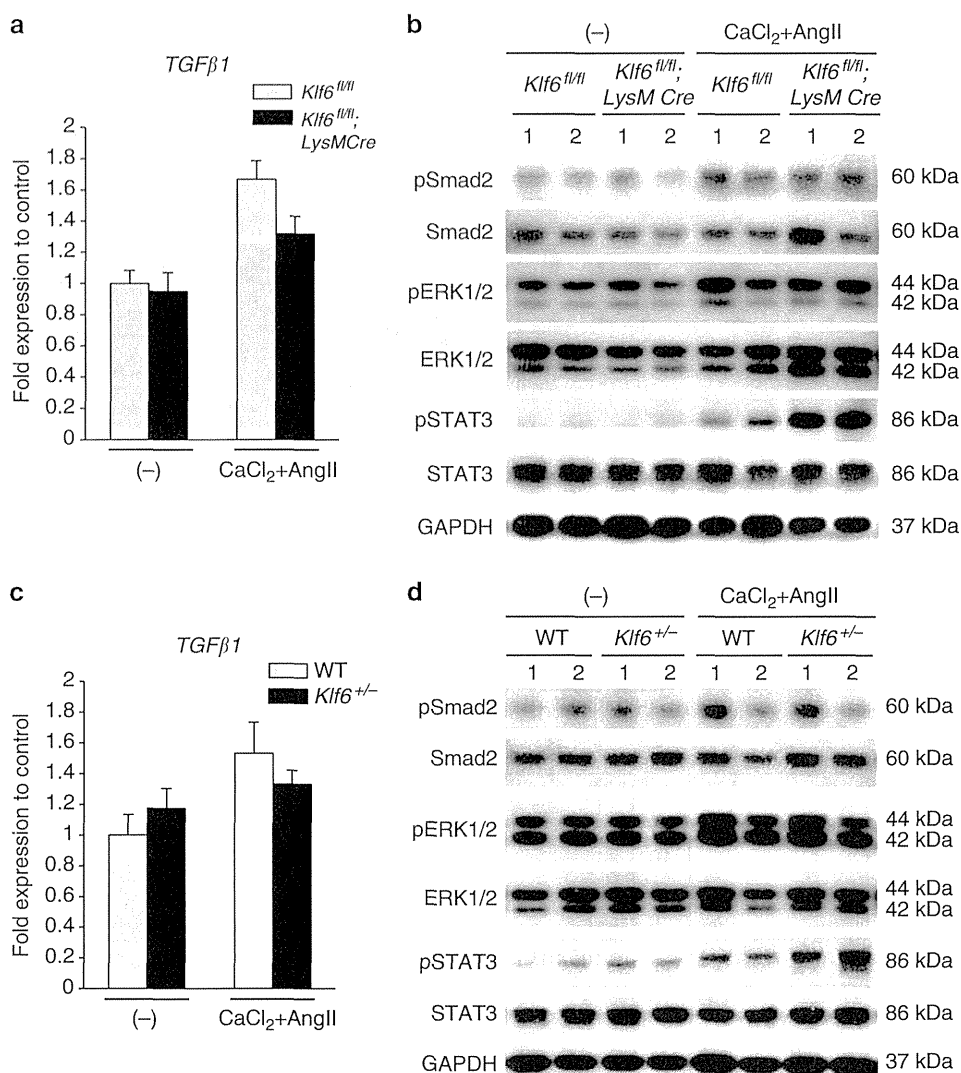 a
TGFβ1
Klf6fl/fl
Klf6fl/fl;
LysMCre
Fold expression to control
2
1.8
1.6
1.4
1.2
1
0.8
0.6
0.4
0.2
0
(–)
CaCl2+AngII
b
(–) CaCl2+AngII
Klf6fl/fl Klf6fl/fl; LysM Cre Klf6fl/fl Klf6fl/fl; LysM Cre
1 2 1 2 1 2 1 2
pSmad2 60 kDa
Smad2 60 kDa
pERK1/2 44 kDa
42 kDa
ERK1/2 44 kDa
42 kDa
pSTAT3 86 kDa
STAT3 86 kDa
GAPDH 37 kDa
c
TGFβ1
WT
Klf6+/–
Fold expression to control
2
1.8
1.6
1.4
1.2
1
0.8
0.6
0.4
0.2
0
(–)
CaCl2+AngII
d
(–) CaCl2+AngII
WT Klf6+/– WT Klf6+/–
1 2 1 2 1 2 1 2
pSmad2 60 kDa
Smad2 60 kDa
pERK1/2 44 kDa
42 kDa
ERK1/2 44 kDa
42 kDa
pSTAT3 86 kDa
STAT3 86 kDa
GAPDH 37 kDa